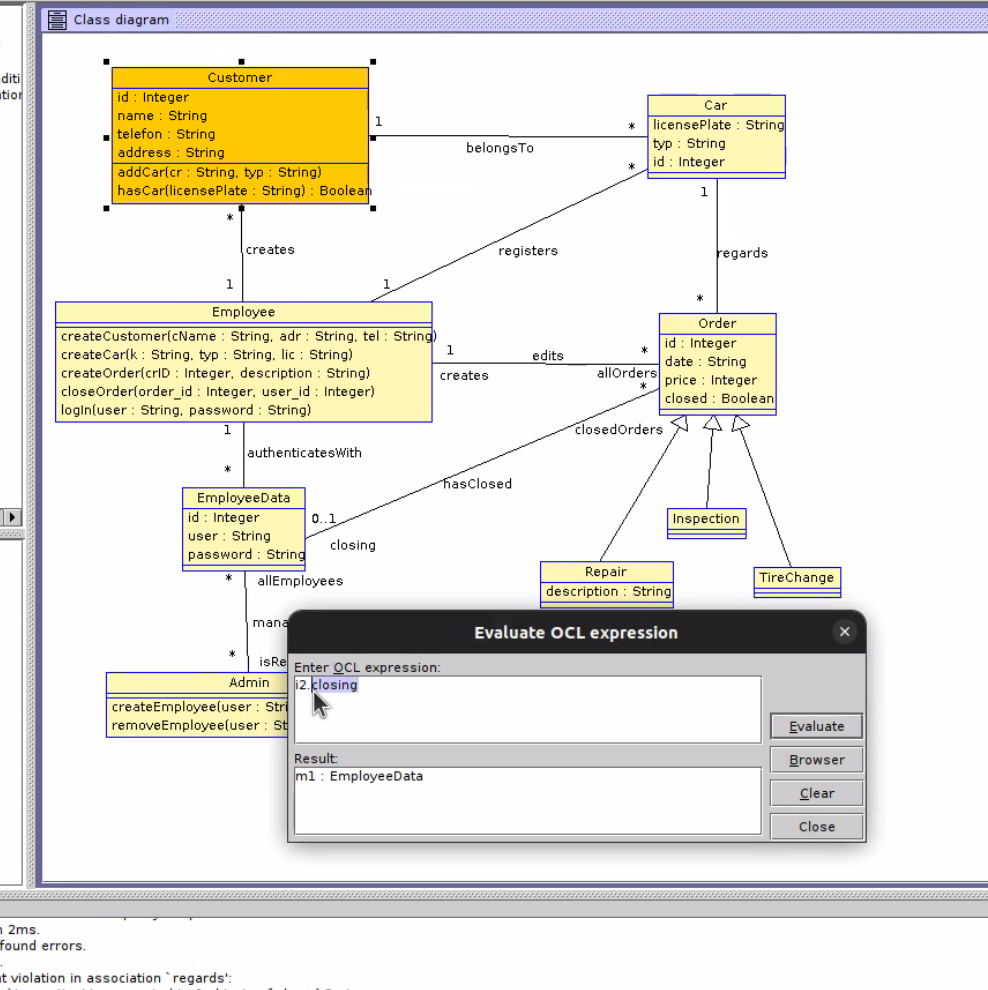 Class diagram
Customer
id : Integer
name : String
telefon : String
address : String
addCar(cr : String, typ : String)
hasCar(licensePlate : String) : Boolean
1
*
belongsTo
Car
licensePlate : String
typ : String
id : Integer
*
creates
1
*
registers
1
1
regards
*
Employee
createCustomer(cName : String, adr : String, tel : String)
createCar(k : String, typ : String, lic : String)
createOrder(crID : Integer, description : String)
closeOrder(order_id : Integer, user_id : Integer)
logIn(user : String, password : String)
1
edits
*
creates
allOrders
*
Order
id : Integer
date : String
price : Integer
closed : Boolean
closedOrders
1
authenticatesWith
*
hasClosed
EmployeeData
id : Integer
user : String
password : String
0..1
closing
Inspection
Repair
description : String
TireChange
*
allEmployees
mana
*
isRe
Admin
createEmployee(user : Stri
removeEmployee(user : St
Evaluate OCL expression
Enter OCL expression:
i2.closing
Evaluate
Result:
m1 : EmployeeData
Browser
Clear
Close
diti
tior
2ms.
found errors.
t violation in association `regards':